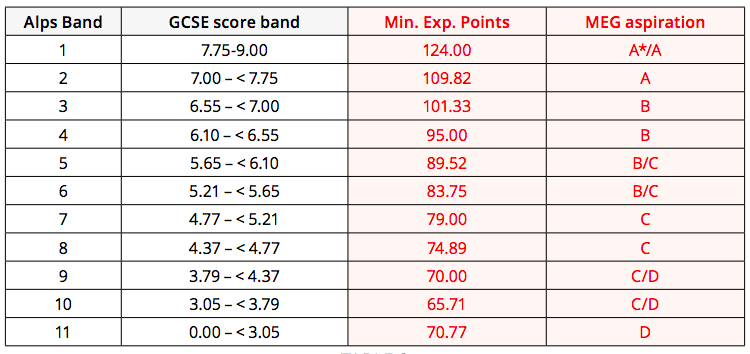 Alps Band GCSE score band Min. Exp. Points MEG aspiration
1 7.75-9.00 124.00 A*/A
2 7.00 – < 7.75 109.82 A
3 6.55 – < 7.00 101.33 B
4 6.10 – < 6.55 95.00 B
5 5.65 – < 6.10 89.52 B/C
6 5.21 – < 5.65 83.75 B/C
7 4.77 – < 5.21 79.00 C
8 4.37 – < 4.77 74.89 C
9 3.79 – < 4.37 70.00 C/D
10 3.05 – < 3.79 65.71 C/D
11 0.00 – < 3.05 70.77 D